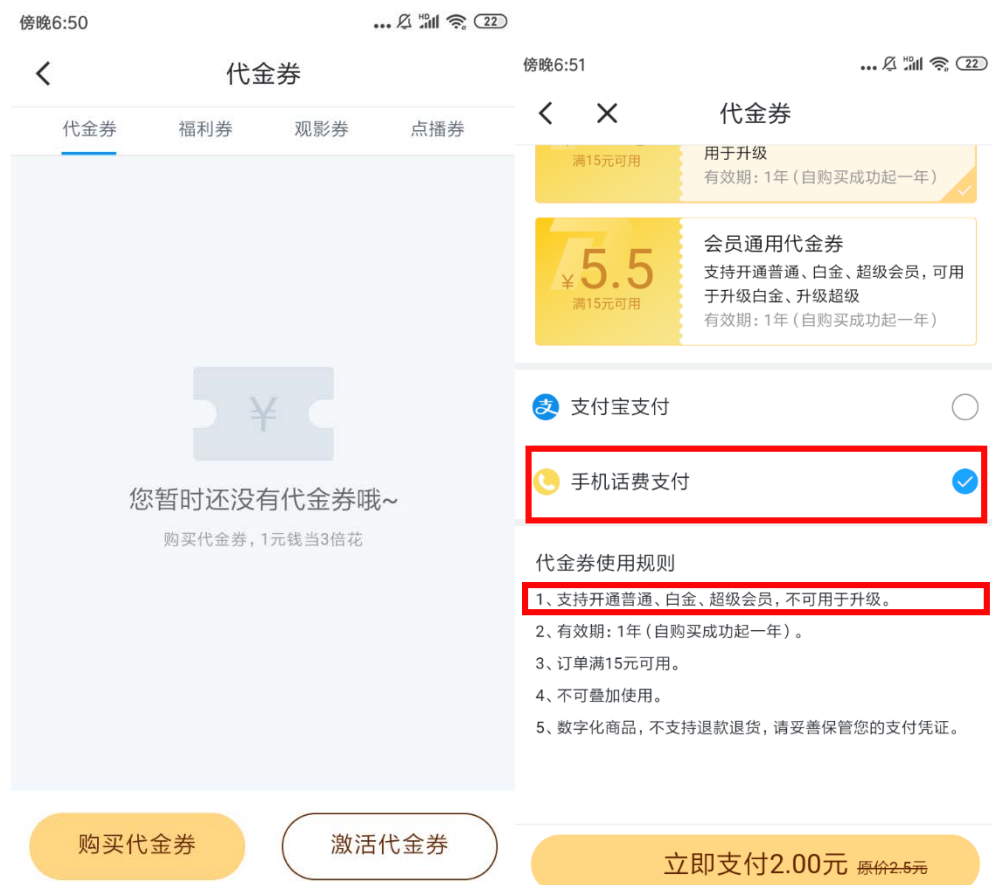 傍晚6:50
... HD 22
代金券
代金券 福利券 观影券 点播券
¥
您暂时还没有代金券哦~
购买代金券，1元钱当3倍花
购买代金券
激活代金券
傍晚6:51
... HD 22
代金券
满15元可用
用于升级
有效期：1年（自购买成功起一年）
¥5.5
满15元可用
会员通用代金券
支持开通普通、白金、超级会员，可用
于升级白金、升级超级
有效期：1年（自购买成功起一年）
支 支付宝支付
手机话费支付
代金券使用规则
1、支持开通普通、白金、超级会员，不可用于升级。
2、有效期：1年（自购买成功起一年）。
3、订单满15元可用。
4、不可叠加使用。
5、数字化商品，不支持退款退货，请妥善保管您的支付凭证。
立即支付2.00元 原价2.5元